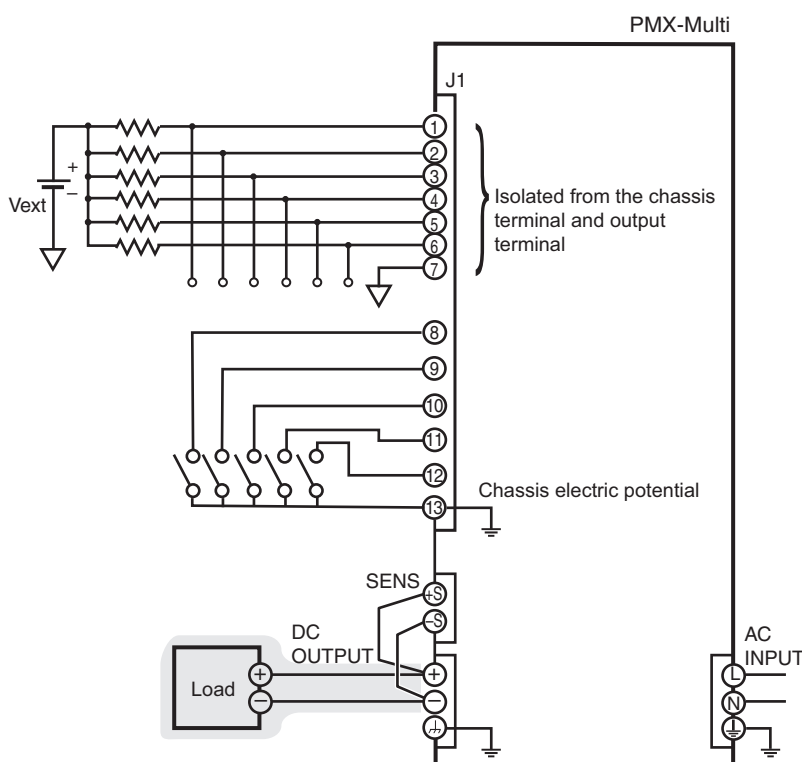 PMX-Multi
J1
1
2
3
4
5
6
7
+
−
Vext
Isolated from the chassis
terminal and output
terminal
8
9
10
11
12
13
Chassis electric potential
SENS
+S
−S
DC
OUTPUT
Load
+
−
+
−
AC
INPUT
L
N